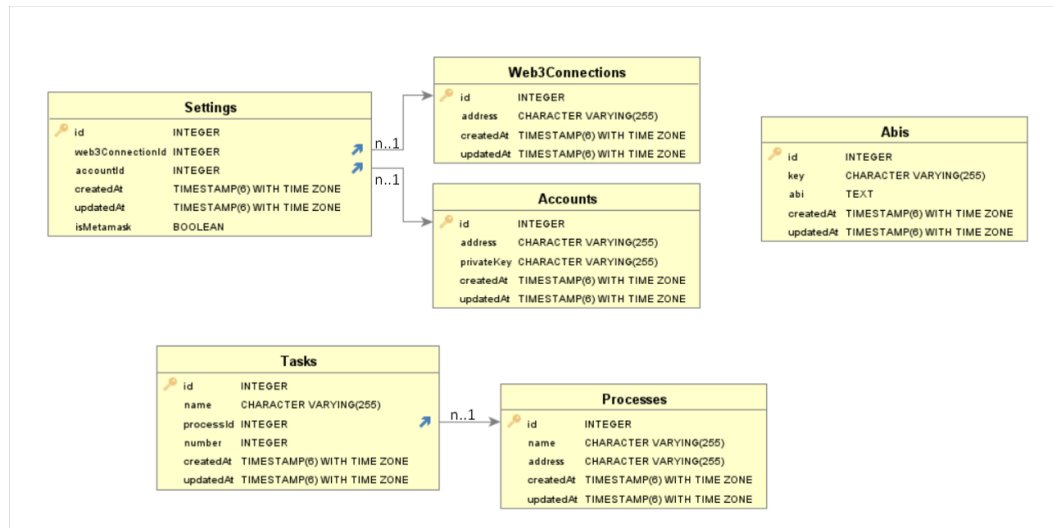 Settings
id INTEGER
web3ConnectionId INTEGER
accountId INTEGER
createdAt TIMESTAMP(6) WITH TIME ZONE
updatedAt TIMESTAMP(6) WITH TIME ZONE
isMetamask BOOLEAN
n..1
n..1
Web3Connections
id INTEGER
address CHARACTER VARYING(255)
createdAt TIMESTAMP(6) WITH TIME ZONE
updatedAt TIMESTAMP(6) WITH TIME ZONE
Accounts
id INTEGER
address CHARACTER VARYING(255)
privateKey CHARACTER VARYING(255)
createdAt TIMESTAMP(6) WITH TIME ZONE
updatedAt TIMESTAMP(6) WITH TIME ZONE
Abis
id INTEGER
key CHARACTER VARYING(255)
abi TEXT
createdAt TIMESTAMP(6) WITH TIME ZONE
updatedAt TIMESTAMP(6) WITH TIME ZONE
Tasks
id INTEGER
name CHARACTER VARYING(255)
processId INTEGER
number INTEGER
createdAt TIMESTAMP(6) WITH TIME ZONE
updatedAt TIMESTAMP(6) WITH TIME ZONE
n..1
Processes
id INTEGER
name CHARACTER VARYING(255)
address CHARACTER VARYING(255)
createdAt TIMESTAMP(6) WITH TIME ZONE
updatedAt TIMESTAMP(6) WITH TIME ZONE